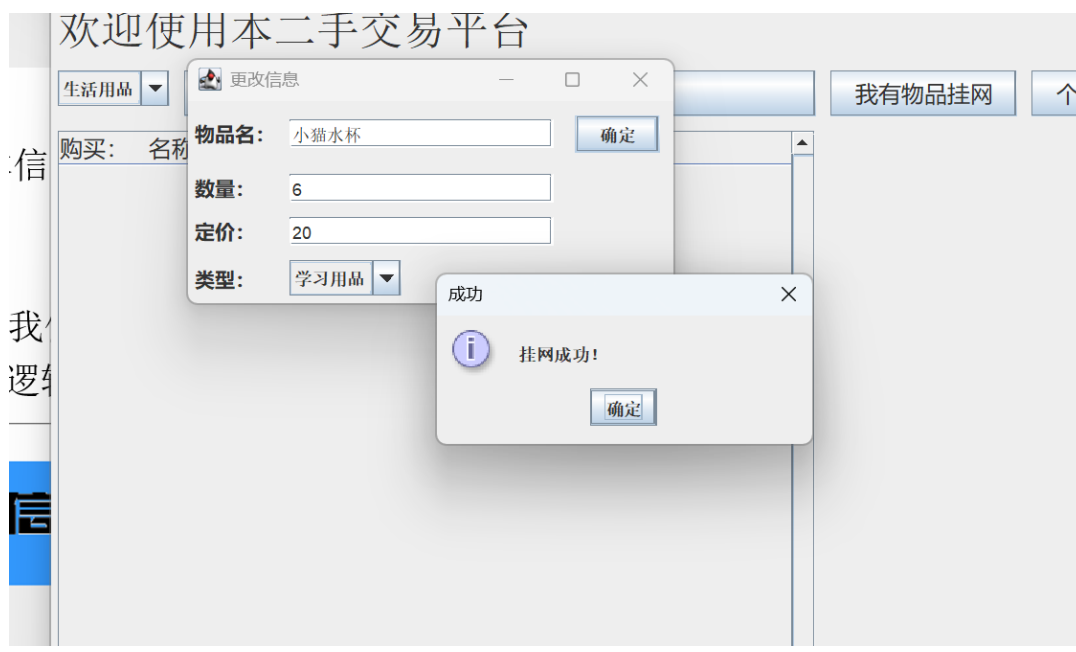 欢迎使用本二手交易平台
生活用品
更改信息
我有物品挂网
个
购买: 名称
物品名:
小猫水杯
确定
信
数量:
6
定价:
20
类型:
学习用品
成功
我
挂网成功!
逻辑
确定
信